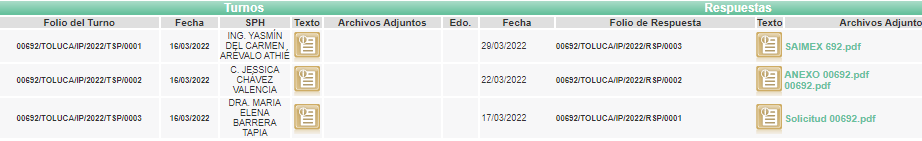 Turnos Respuestas
Folio del Turno Fecha SPH Texto Archivos Adjuntos Edo. Fecha Folio de Respuesta Texto Archivos Adjunto
00692/TOLUCA/IP/2022/TSP/0001 16/03/2022 ING. YASMÍN DEL CARMEN ARÉVALO ATHIÉ 29/03/2022 00692/TOLUCA/IP/2022/RSP/0003 SAIMEX 692.pdf
00692/TOLUCA/IP/2022/TSP/0002 16/03/2022 C. JESSICA CHÁVEZ VALENCIA 22/03/2022 00692/TOLUCA/IP/2022/RSP/0002 ANEXO 00692.pdf
00692.pdf
00692/TOLUCA/IP/2022/TSP/0003 16/03/2022 DRA. MARIA ELENA BARRERA TAPIA 17/03/2022 00692/TOLUCA/IP/2022/RSP/0001 Solicitud 00692.pdf